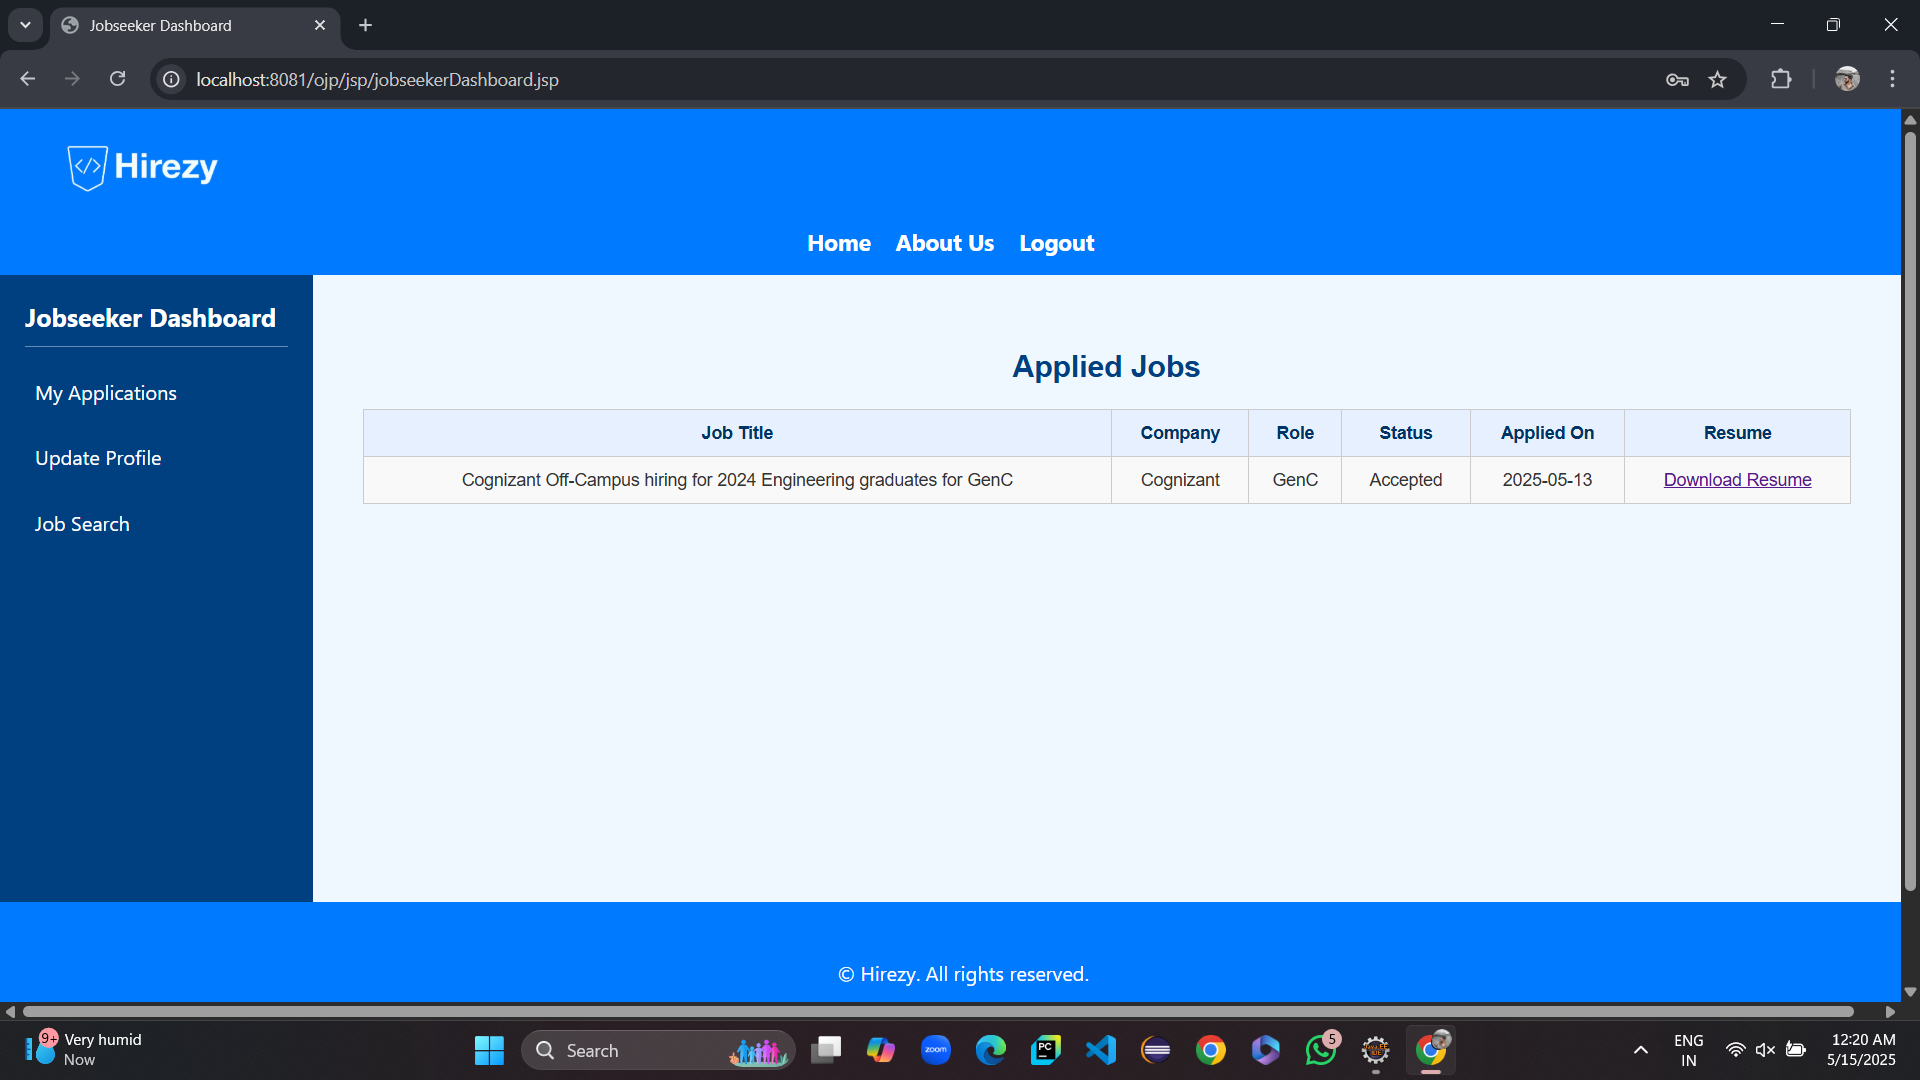 Jobseeker Dashboard
localhost:8081/ojp/jsp/jobseekerDashboard.jsp
Hirezy
Home About Us Logout
Jobseeker Dashboard
My Applications
Update Profile
Job Search
Applied Jobs
Job Title Company Role Status Applied On Resume
Cognizant Off-Campus hiring for 2024 Engineering graduates for GenC Cognizant GenC Accepted 2025-05-13 Download Resume
© Hirezy. All rights reserved.
9+ Very humid
Now
Search
zoom
PC
5
ENG
IN
12:20 AM
5/15/2025